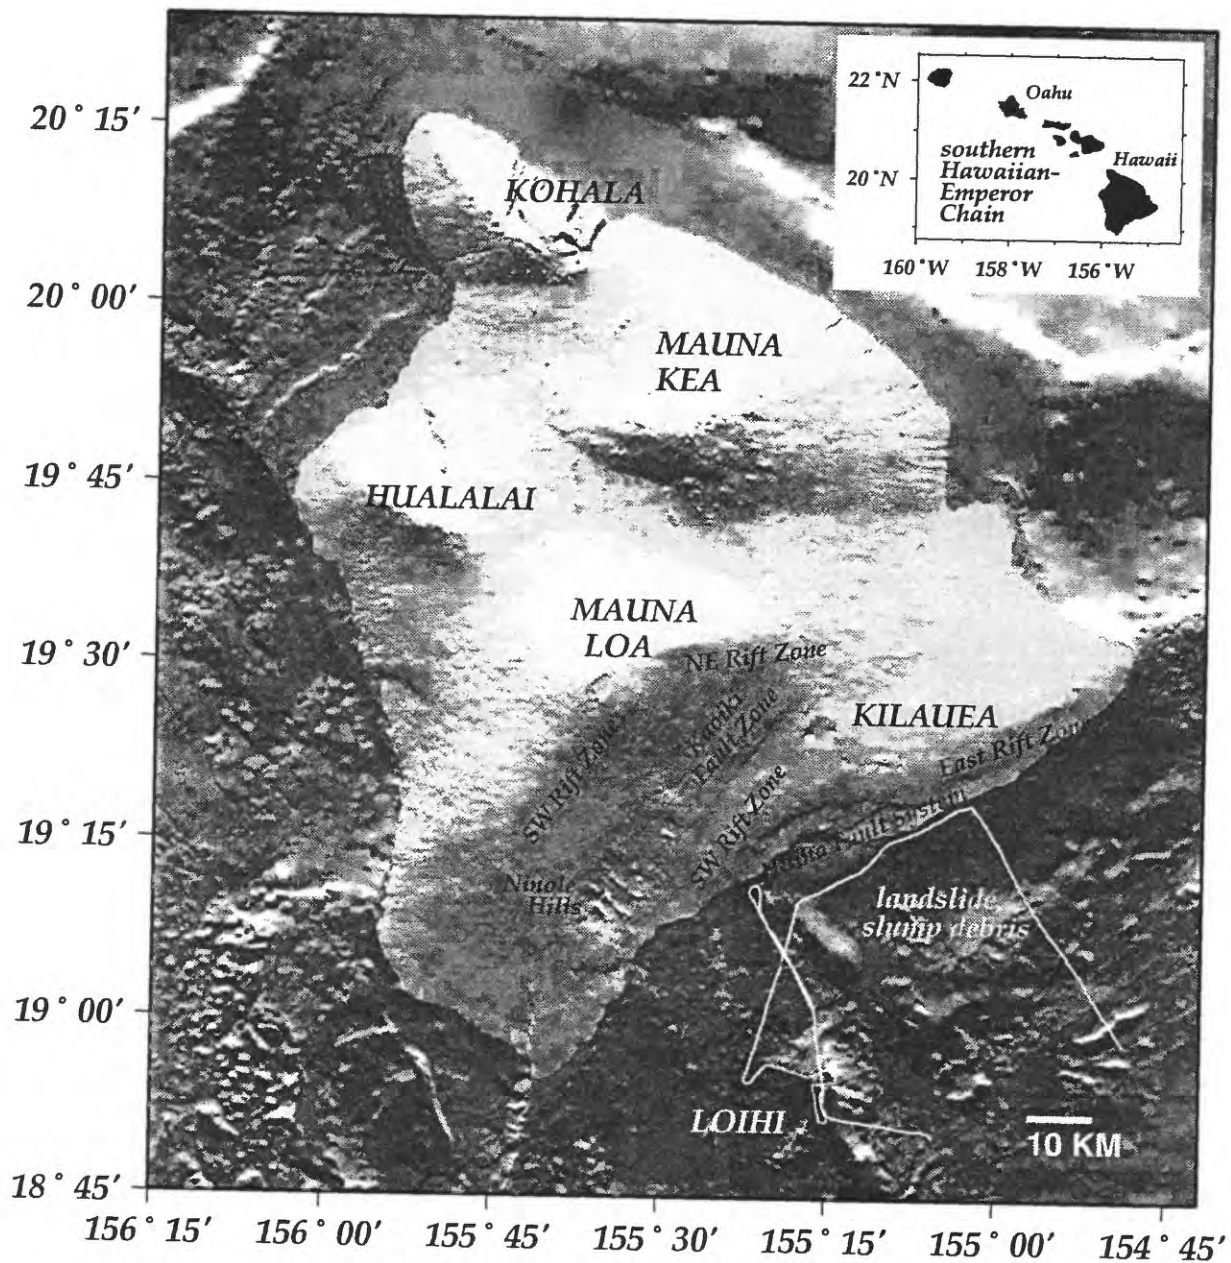 20° 15'
20° 00'
19° 45'
19° 30'
19° 15'
19° 00'
18° 45'
156° 15'
156° 00'
155° 45'
155° 30'
155° 15'
155° 00'
154° 45'
22°N
20°N
160°W
158°W
156°W
Oahu
Hawaii
southern
Hawaiian-
Emperor
Chain
KOHALA
MAUNA
KEA
HUALALAI
MAUNA
LOA
NE Rift Zone
Kaoiki
Fault Zone
SW Rift Zone
KILAUEA
East Rift Zone
SW Rift Zone
Fault System
Ninole
Hills
landslide,
slump debris
LOIHI
10 KM